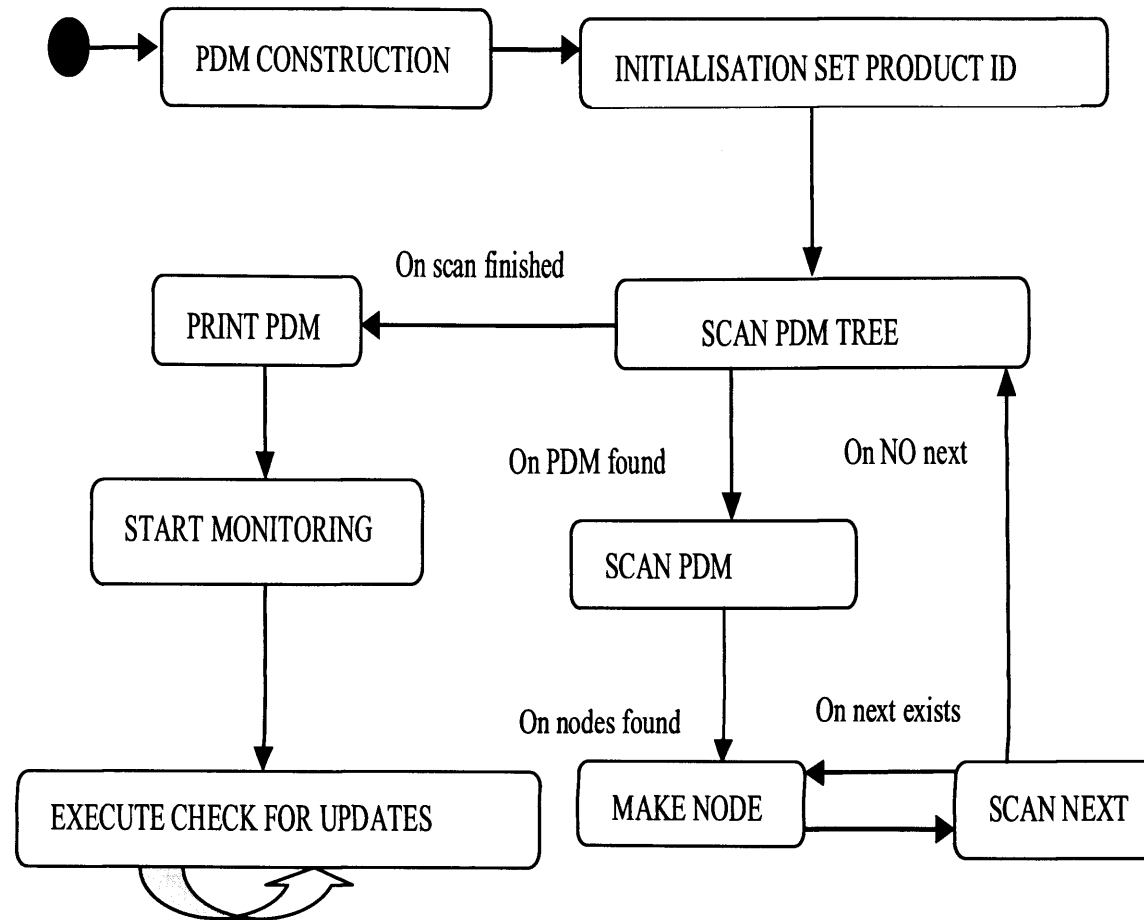 PDM CONSTRUCTION
INITIALISATION SET PRODUCT ID
On scan finished
PRINT PDM
SCAN PDM TREE
On PDM found
On NO next
START MONITORING
SCAN PDM
On nodes found
On next exists
EXECUTE CHECK FOR UPDATES
MAKE NODE
SCAN NEXT